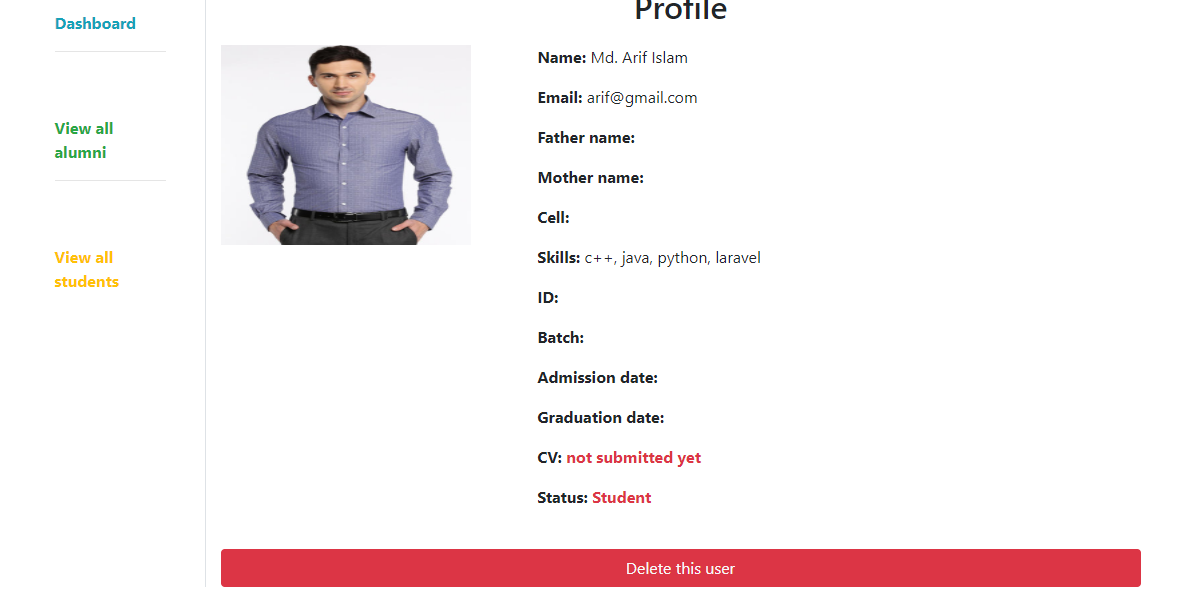 Profile
Dashboard
View all
alumni
View all
students
Name: Md. Arif Islam
Email: arif@gmail.com
Father name:
Mother name:
Cell:
Skills: c++, java, python, laravel
ID:
Batch:
Admission date:
Graduation date:
CV: not submitted yet
Status: Student
Delete this user